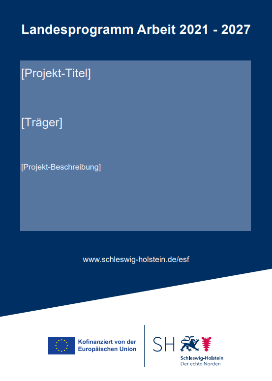 Landesprogramm Arbeit 2021 - 2027
[Projekt-Titel]
[Träger]
[Projekt-Beschreibung]
www.schleswig-holstein.de/esf
Kofinanziert von der
Europäischen Union
SH
Schleswig-Holstein
Der echte Norden